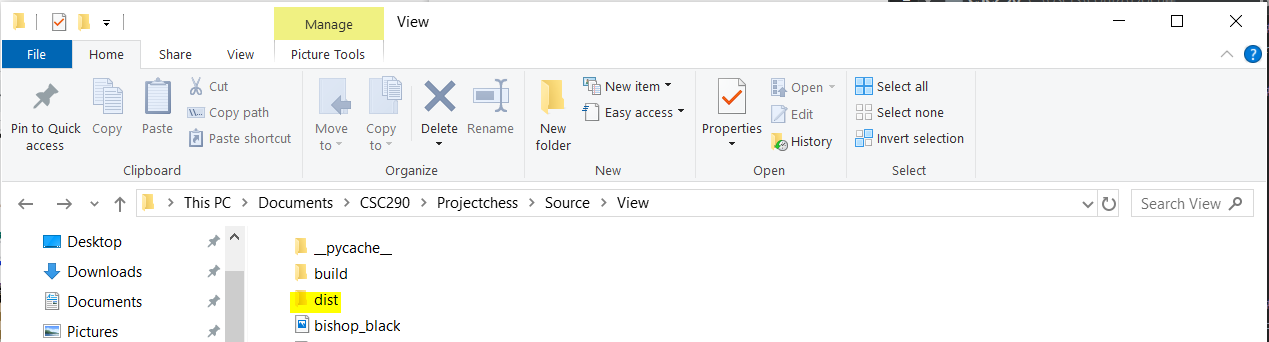 Manage View
File Home Share View Picture Tools
Pin to Quick access
Copy
Paste
Cut
Copy path
Paste shortcut
Clipboard
Move to
Copy to
Delete
Rename
Organize
New folder
New item
Easy access
New
Properties
Open
Edit
History
Open
Select all
Select none
Invert selection
Select
This PC > Documents > CSC290 > Projectchess > Source > View
Search View
Desktop
Downloads
Documents
Pictures
__pycache__
build
dist
bishop_black